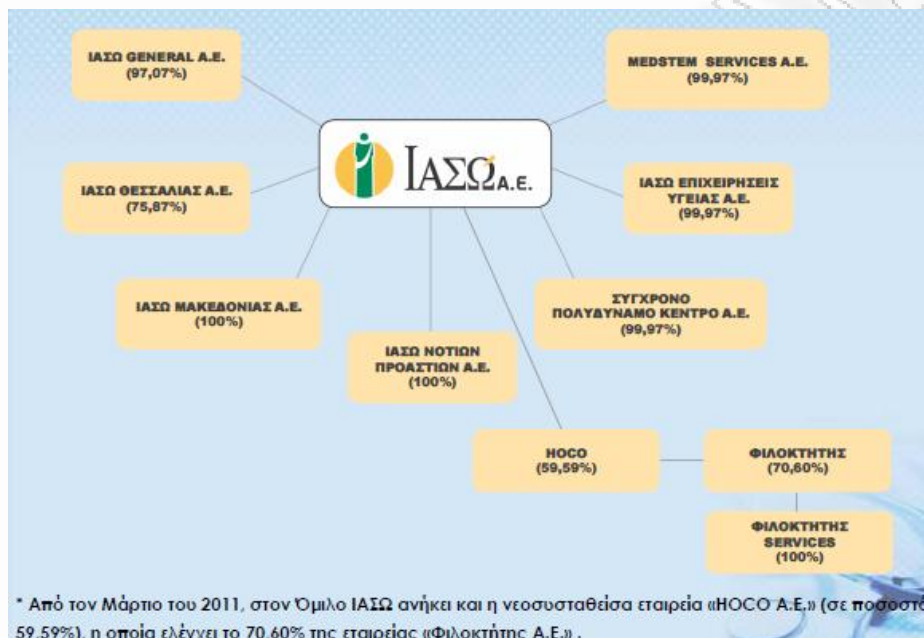 ΙΑΣΩ GENERAL Α.Ε.
(97,07%)
MEDSTEM SERVICES Α.Ε.
(99,97%)
ΙΑΣΩ Α.Ε.
ΙΑΣΩ ΘΕΣΣΑΛΙΑΣ Α.Ε.
(75,87%)
ΙΑΣΩ ΕΠΙΧΕΙΡΗΣΕΙΣ
ΥΓΕΙΑΣ Α.Ε.
(99,97%)
ΙΑΣΩ ΜΑΚΕΔΟΝΙΑΣ Α.Ε.
(100%)
ΣΥΓΧΡΟΝΟ
ΠΟΛΥΔΥΝΑΜΟ ΚΕΝΤΡΟ Α.Ε.
(99,97%)
ΙΑΣΩ ΝΟΤΙΩΝ
ΠΡΟΑΣΤΙΩΝ Α.Ε.
(100%)
HOCO
(59,59%)
ΦΙΛΟΚΤΗΤΗΣ
(70,60%)
ΦΙΛΟΚΤΗΤΗΣ
SERVICES
(100%)
* Από τον Μάρτιο του 2011, στον Όμιλο ΙΑΣΩ ανήκει και η νεοσυσταθείσα εταιρεία «HOCO Α.Ε.» (σε ποσοστό
59,59%), η οποία ελέγχει το 70,60% της εταιρείας «Φιλοκτήτης Α.Ε.» .